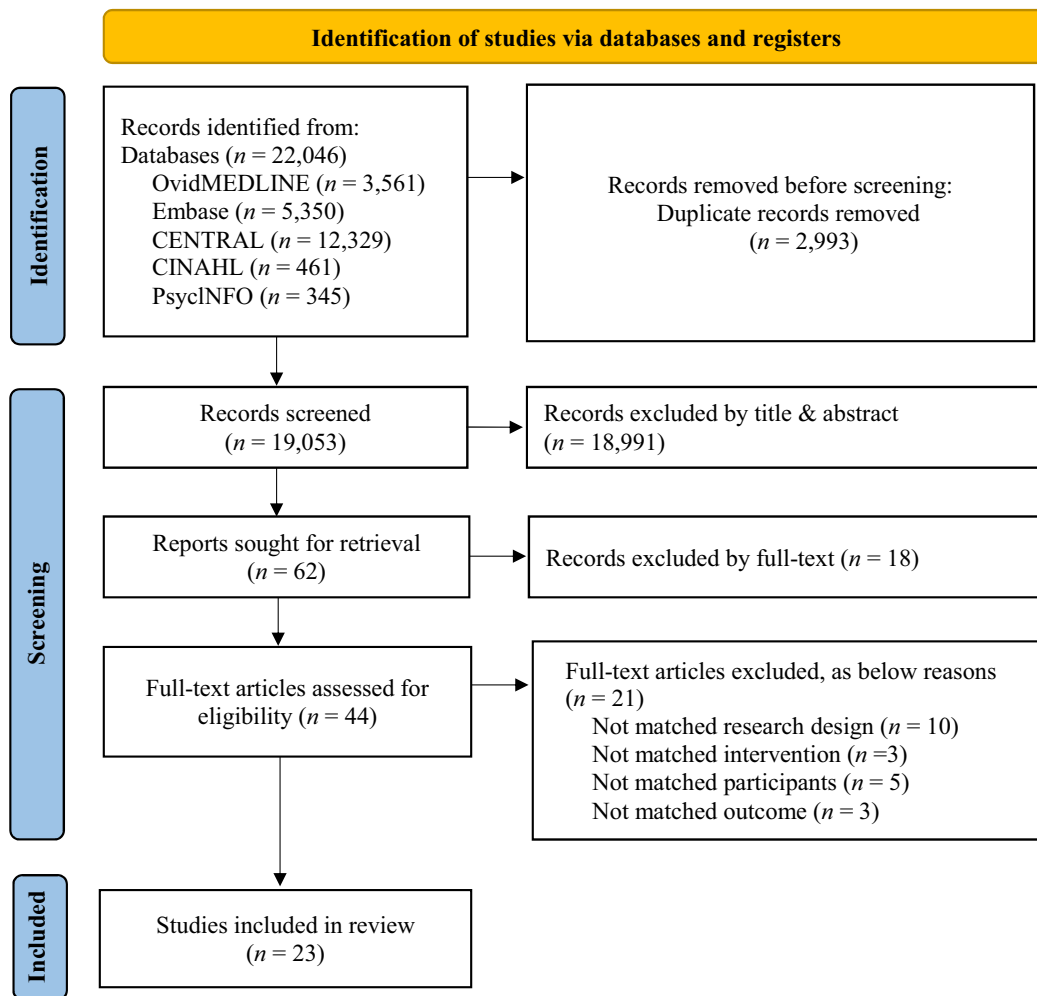 Identification of studies via databases and registers
Identification
Records identified from:
Databases (n = 22,046)
OvidMEDLINE (n = 3,561)
Embase (n = 5,350)
CENTRAL (n = 12,329)
CINAHL (n = 461)
PsyclNFO (n = 345)
Records removed before screening:
Duplicate records removed
(n = 2,993)
Screening
Records screened
(n = 19,053)
Records excluded by title & abstract
(n = 18,991)
Reports sought for retrieval
(n = 62)
Records excluded by full-text (n = 18)
Full-text articles assessed for
eligibility (n = 44)
Full-text articles excluded, as below reasons
(n = 21)
Not matched research design (n = 10)
Not matched intervention (n =3)
Not matched participants (n = 5)
Not matched outcome (n = 3)
Included
Studies included in review
(n = 23)